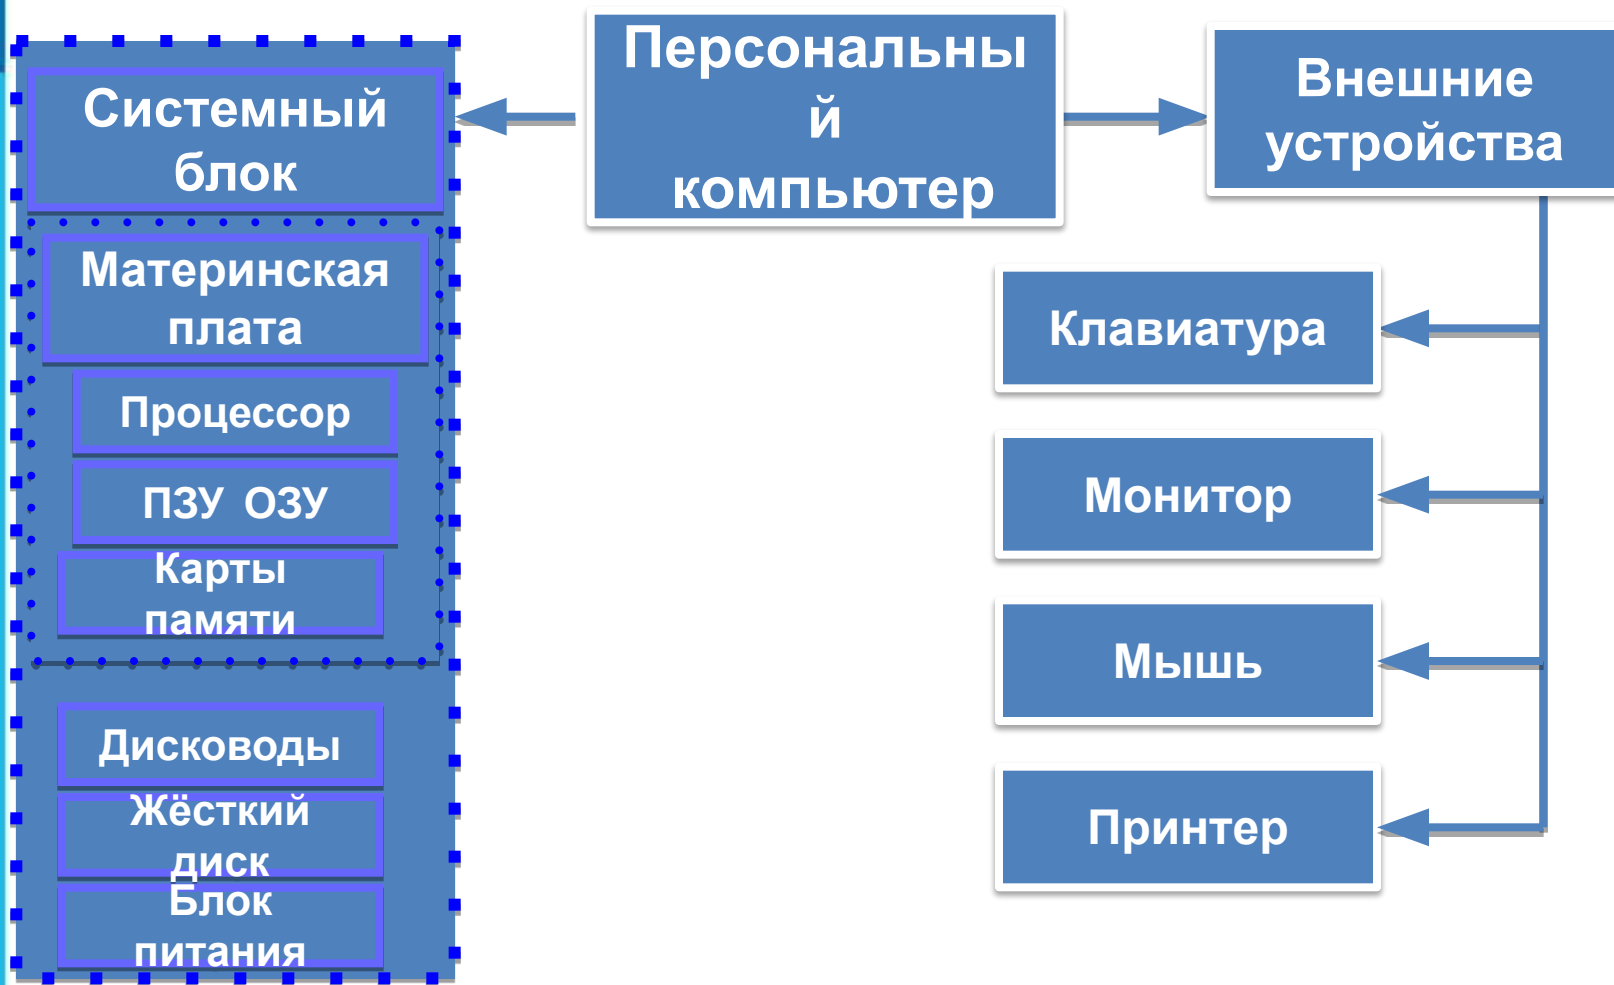 Персональны
й
компьютер
Системный
блок
Материнская
плата
Процессор
ПЗУ ОЗУ
Карты
памяти
Дисководы
Жёсткий
диск
Блок
питания
Внешние
устройства
Клавиатура
Монитор
Мышь
Принтер